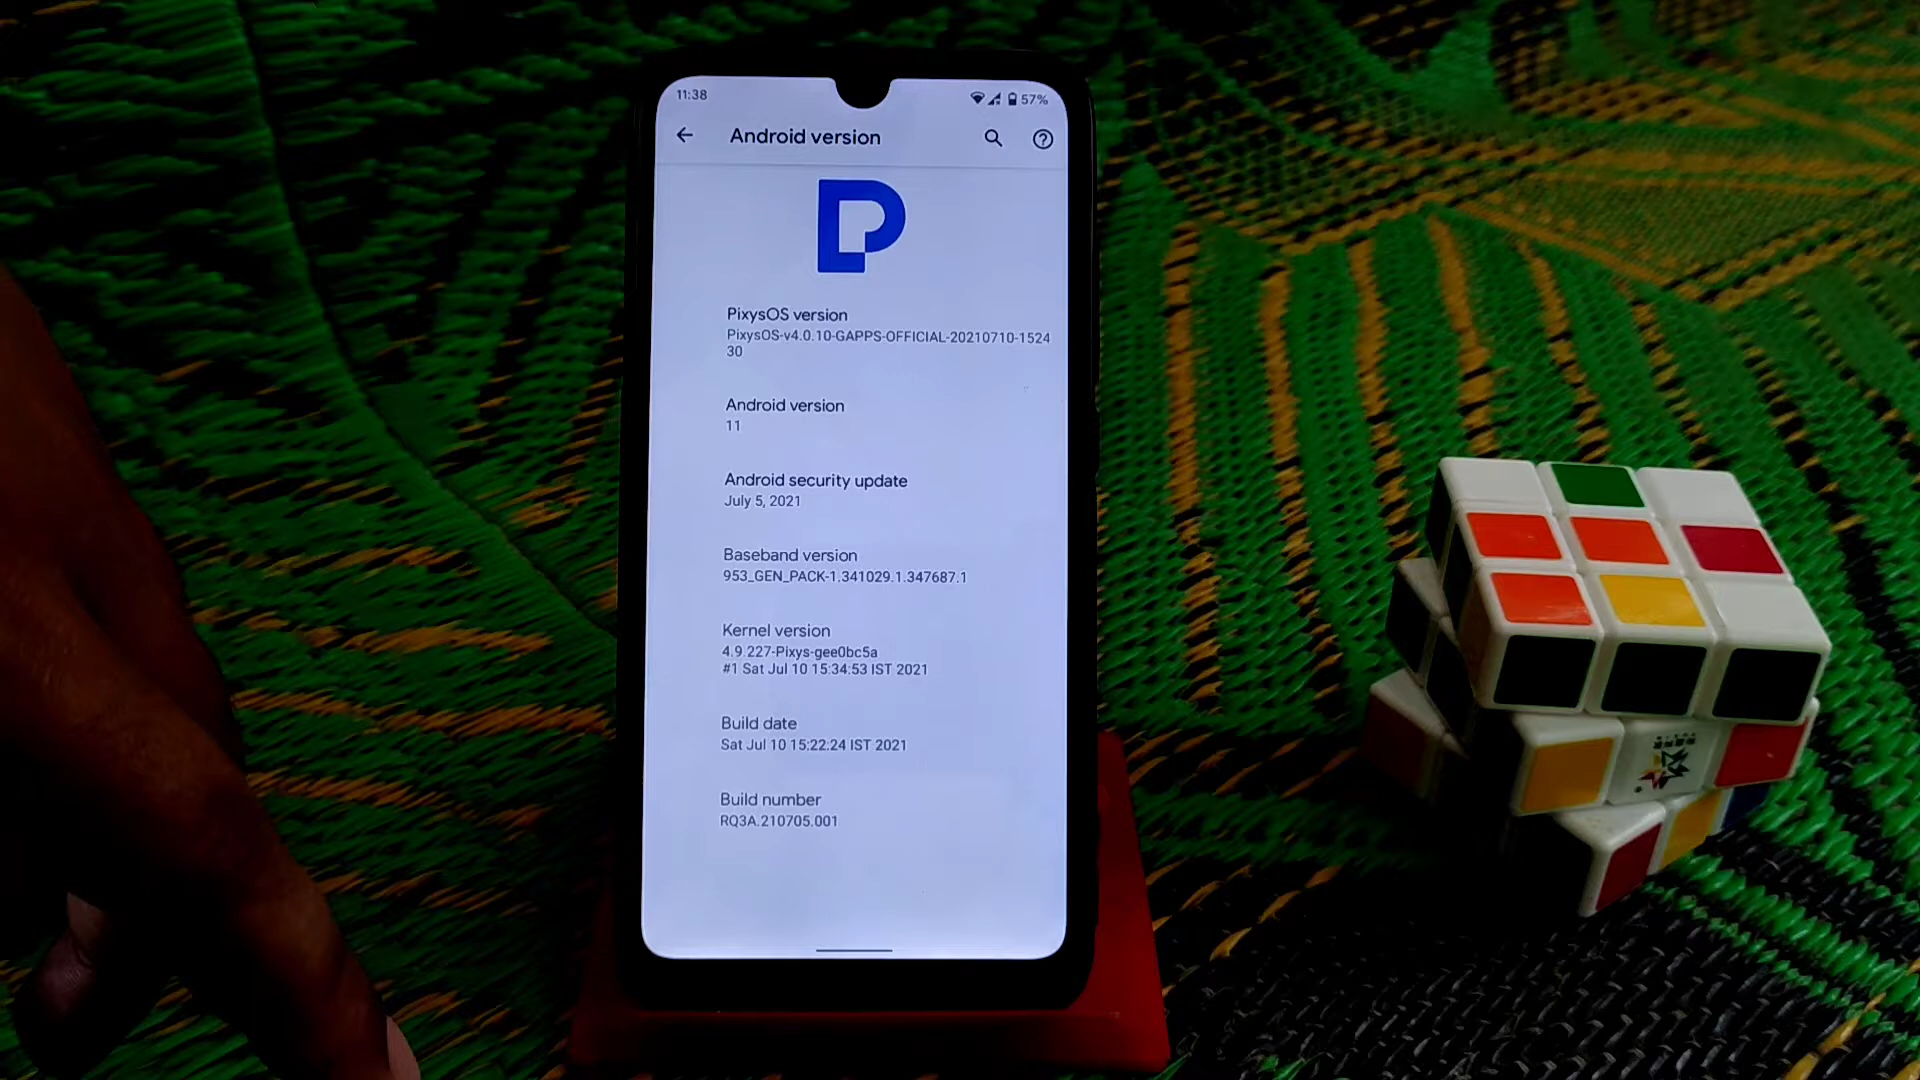 11:38
57%
Android version
PixysOS version
PixysOS-v4.0.10-GAPPS-OFFICIAL-20210710-1524
30
Android version
11
Android security update
July 5, 2021
Baseband version
953_GEN_PACK-1.341029.1.347687.1
Kernel version
4.9.227-Pixys-gee0bc5a
#1 Sat Jul 10 15:34:53 IST 2021
Build date
Sat Jul 10 15:22:24 IST 2021
Build number
RQ3A.210705.001